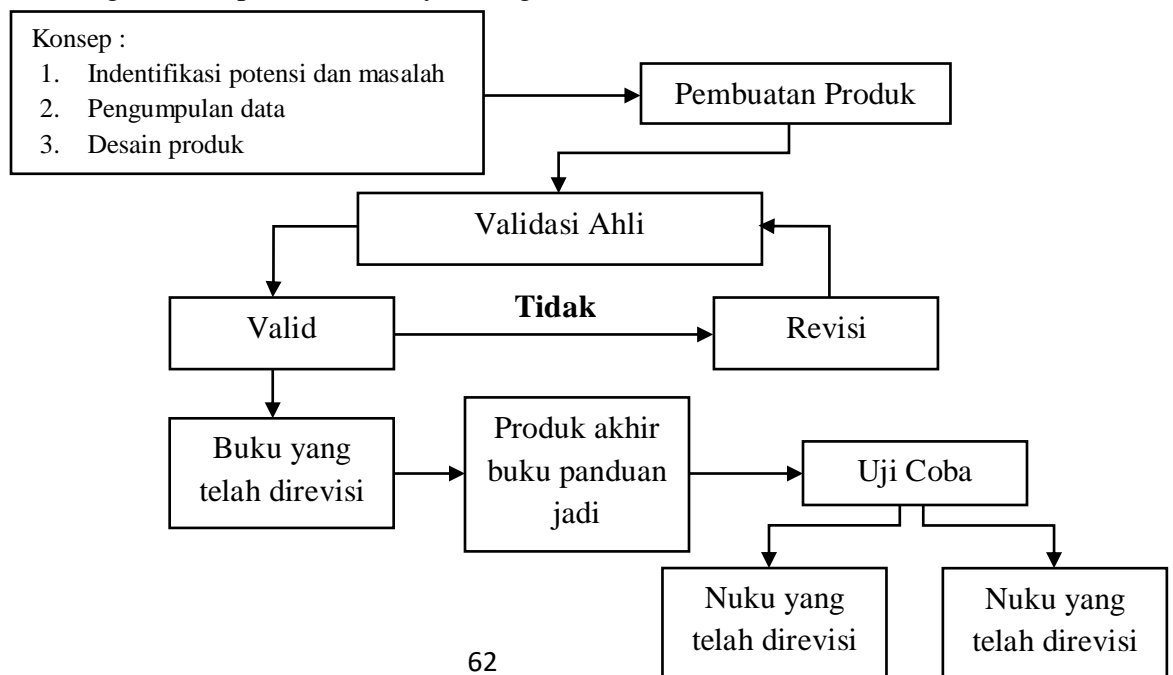 Konsep :
1. Indentifikasi potensi dan masalah
2. Pengumpulan data
3. Desain produk
Pembuatan Produk
Validasi Ahli
Valid
Tidak
Revisi
Buku yang
telah direvisi
Produk akhir
buku panduan
jadi
Uji Coba
Nuku yang
telah direvisi
Nuku yang
telah direvisi
62